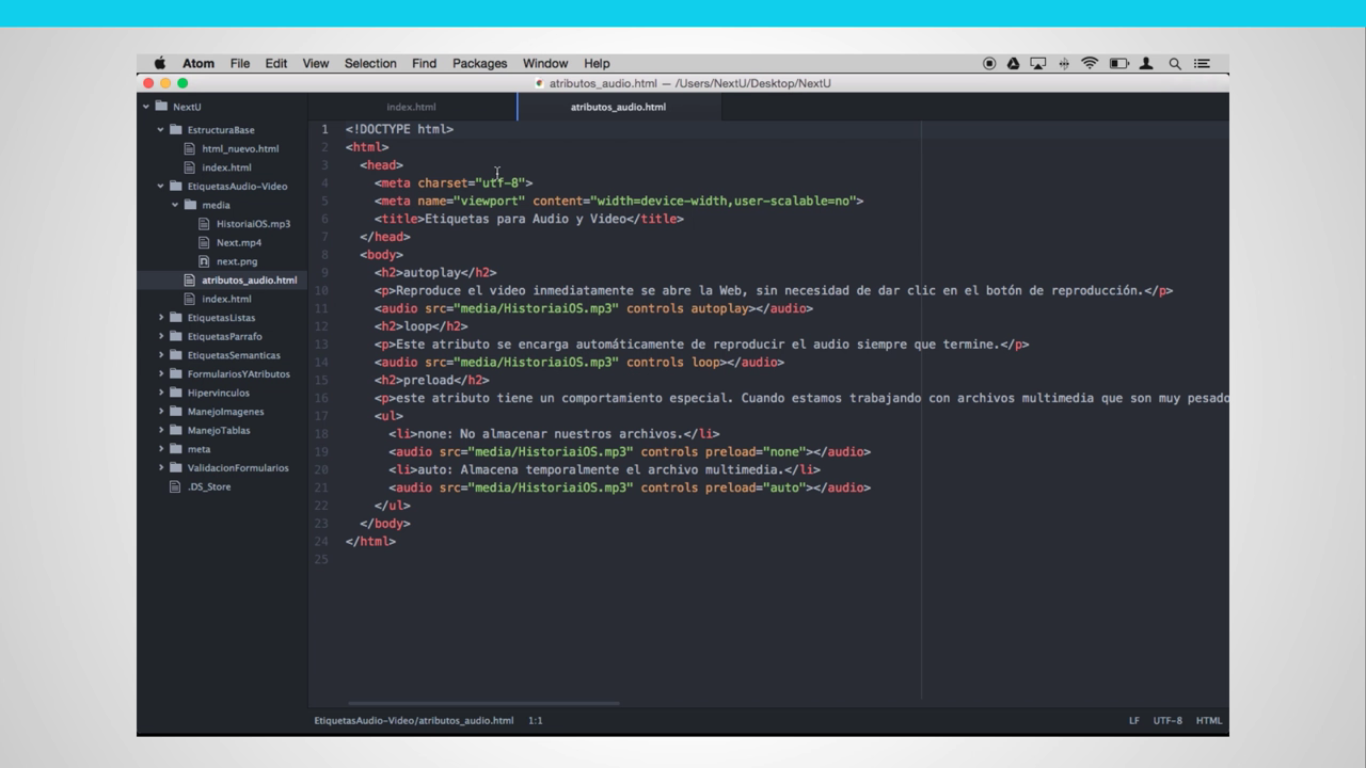 Atom File Edit View Selection Find Packages Window Help
atributos_audio.html — /Users/NextU/Desktop/NextU
NextU
EstructuraBase
html_nuevo.html
index.html
EtiquetasAudio-Video
media
HistoriaiOS.mp3
Next.mp4
next.png
atributos_audio.html
index.html
EtiquetasListas
EtiquetasParrafo
EtiquetasSemanticas
FormulariosYAtributos
Hipervinculos
ManejoImagenes
ManejoTablas
meta
ValidacionFormularios
.DS_Store
index.html atributos_audio.html
1 <!DOCTYPE html>
2 <html>
3 <head>
4 <meta charset="utf-8">
5 <meta name="viewport" content="width=device-width,user-scalable=no">
6 <title>Etiquetas para Audio y Video</title>
7 </head>
8 <body>
9 <h2>autoplay</h2>
10 <p>Reproduce el video inmediatamente se abre la Web, sin necesidad de dar clic en el botón de reproducción.</p>
11 <audio src="media/HistoriaiOS.mp3" controls autoplay></audio>
12 <h2>loop</h2>
13 <p>Este atributo se encarga automáticamente de reproducir el audio siempre que termine.</p>
14 <audio src="media/HistoriaiOS.mp3" controls loop></audio>
15 <h2>preload</h2>
16 <p>este atributo tiene un comportamiento especial. Cuando estamos trabajando con archivos multimedia que son muy pesado
17 <ul>
18 <li>none: No almacenar nuestros archivos.</li>
19 <audio src="media/HistoriaiOS.mp3" controls preload="none"></audio>
20 <li>auto: Almacena temporalmente el archivo multimedia.</li>
21 <audio src="media/HistoriaiOS.mp3" controls preload="auto"></audio>
22 </ul>
23 </body>
24 </html>
25
EtiquetasAudio-Video/atributos_audio.html 1:1 LF UTF-8 HTML